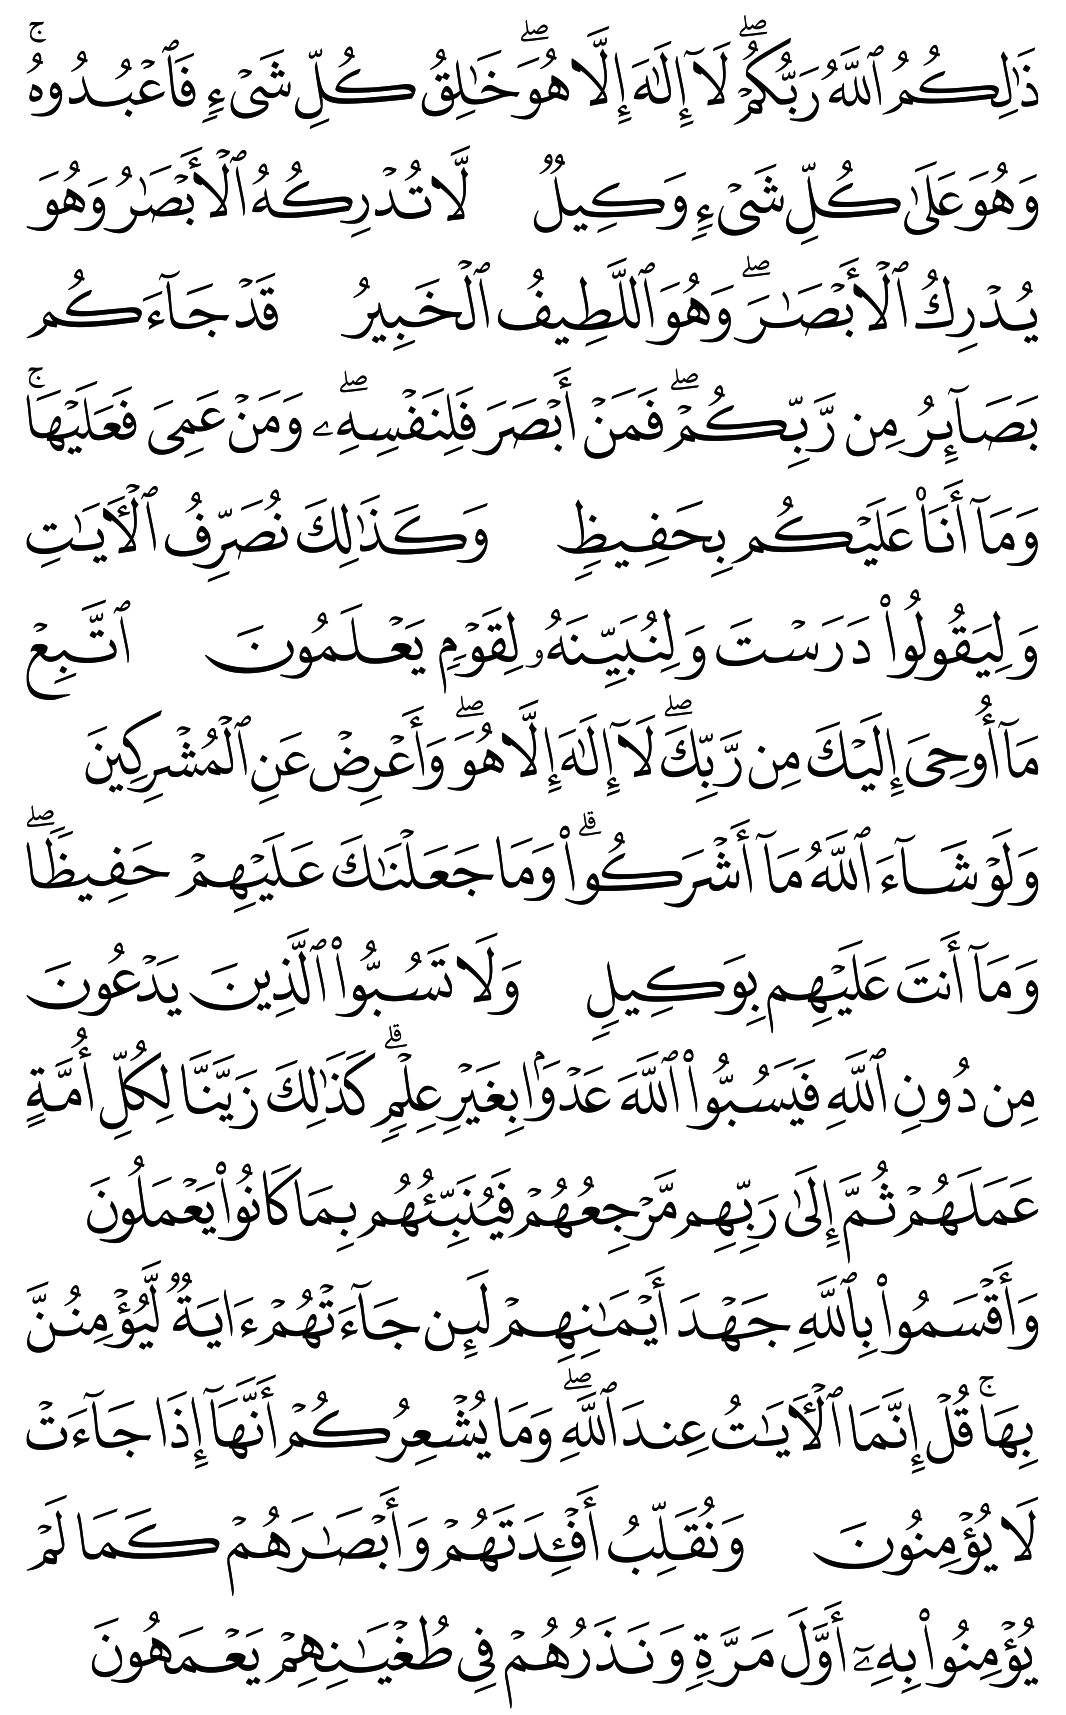 ذَٰلِكُمُ ٱللَّهُ رَبُّكُمْۖ لَآ إِلَٰهَ إِلَّا هُوَۖ خَٰلِقُ كُلِّ شَىْءٍ فَٱعْبُدُوهُۚ
وَهُوَ عَلَىٰ كُلِّ شَىْءٍ وَكِيلٌ لَّا تُدْرِكُهُ ٱلْأَبْصَٰرُ وَهُوَ
يُدْرِكُ ٱلْأَبْصَٰرَۖ وَهُوَ ٱللَّطِيفُ ٱلْخَبِيرُ قَدْ جَآءَكُم
بَصَآئِرُ مِن رَّبِّكُمْۖ فَمَنْ أَبْصَرَ فَلِنَفْسِهِۦۖ وَمَنْ عَمِىَ فَعَلَيْهَاۚ
وَمَآ أَنَا۠ عَلَيْكُم بِحَفِيظٍ وَكَذَٰلِكَ نُصَرِّفُ ٱلْءَايَٰتِ
وَلِيَقُولُوا۟ دَرَسْتَ وَلِنُبَيِّنَهُۥ لِقَوْمٍ يَعْلَمُونَ ٱتَّبِعْ
مَآ أُوحِىَ إِلَيْكَ مِن رَّبِّكَۖ لَآ إِلَٰهَ إِلَّا هُوَۖ وَأَعْرِضْ عَنِ ٱلْمُشْرِكِينَ
وَلَوْ شَآءَ ٱللَّهُ مَآ أَشْرَكُوا۟ۗ وَمَا جَعَلْنَٰكَ عَلَيْهِمْ حَفِيظًاۖ
وَمَآ أَنتَ عَلَيْهِم بِوَكِيلٍ وَلَا تَسُبُّوا۟ ٱلَّذِينَ يَدْعُونَ
مِن دُونِ ٱللَّهِ فَيَسُبُّوا۟ ٱللَّهَ عَدْوًۢا بِغَيْرِ عِلْمٍۗ كَذَٰلِكَ زَيَّنَّا لِكُلِّ أُمَّةٍ
عَمَلَهُمْ ثُمَّ إِلَىٰ رَبِّهِم مَّرْجِعُهُمْ فَيُنَبِّئُهُم بِمَا كَانُوا۟ يَعْمَلُونَ
وَأَقْسَمُوا۟ بِٱللَّهِ جَهْدَ أَيْمَٰنِهِمْ لَئِن جَآءَتْهُمْ ءَايَةٌ لَّيُؤْمِنُنَّ
بِهَاۚ قُلْ إِنَّمَا ٱلْءَايَٰتُ عِندَ ٱللَّهِۖ وَمَا يُشْعِرُكُمْ أَنَّهَآ إِذَا جَآءَتْ
لَا يُؤْمِنُونَ وَنُقَلِّبُ أَفْـِٔدَتَهُمْ وَأَبْصَٰرَهُمْ كَمَا لَمْ
يُؤْمِنُوا۟ بِهِۦٓ أَوَّلَ مَرَّةٍ وَنَذَرُهُمْ فِى طُغْيَٰنِهِمْ يَعْمَهُونَ